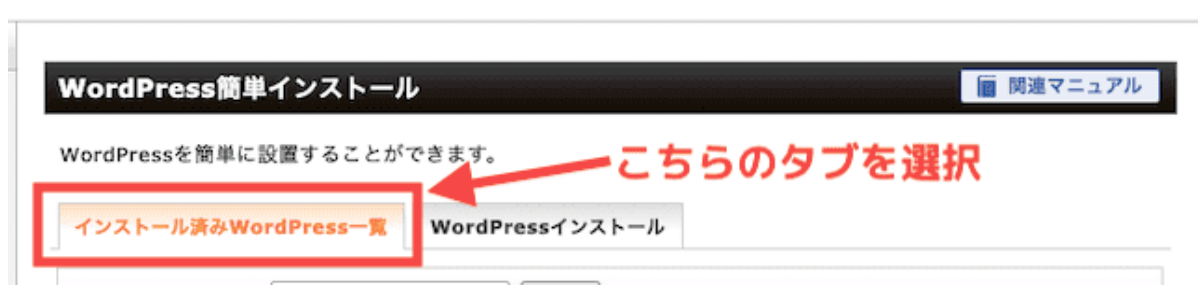 WordPress簡単インストール
関連マニュアル
WordPressを簡単に設置することができます。
こちらのタブを選択
インストール済みWordPress一覧
WordPressインストール